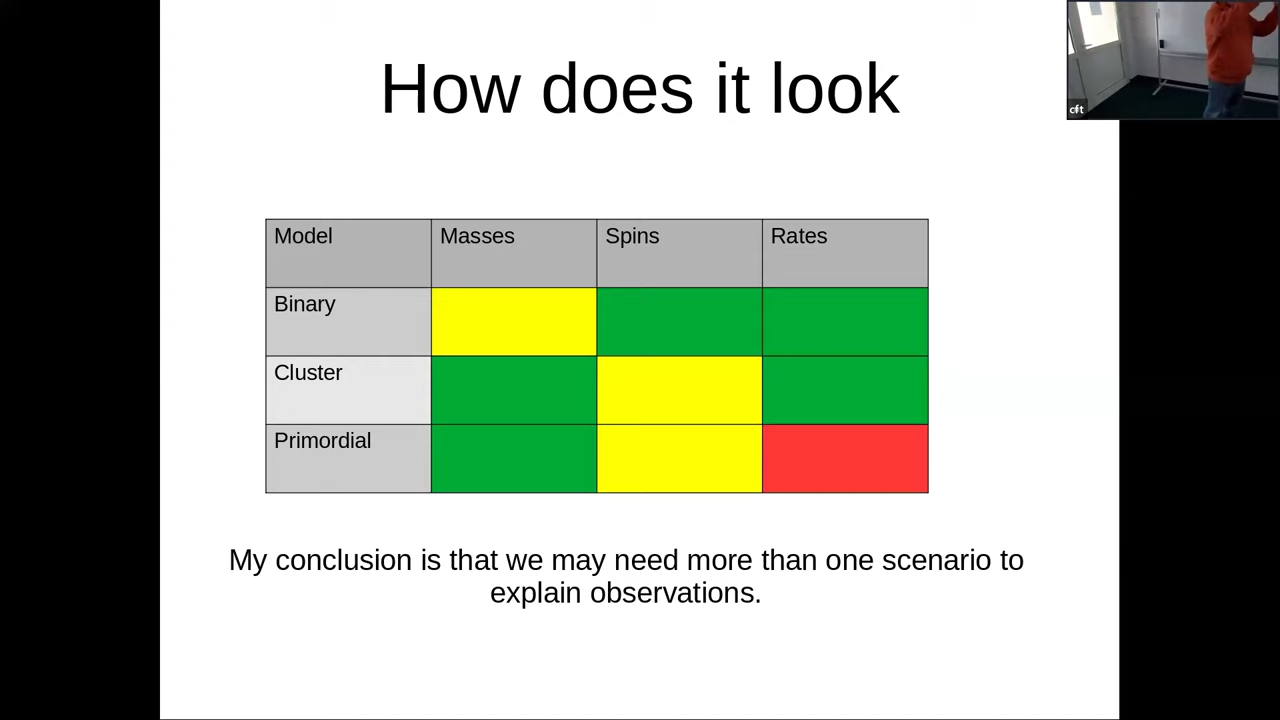 How does it look
cft
Model Masses Spins Rates
Binary
Cluster
Primordial
My conclusion is that we may need more than one scenario to
explain observations.